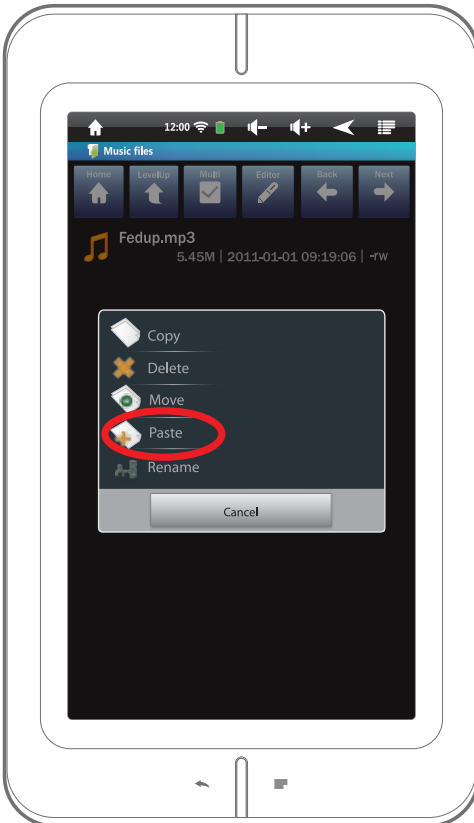 12:00
Music files
Home LevelUp Multi Editor Back Next
Fedup.mp3
5.45M | 2011-01-01 09:19:06 | -rw
Copy
Delete
Move
Paste
Rename
Cancel